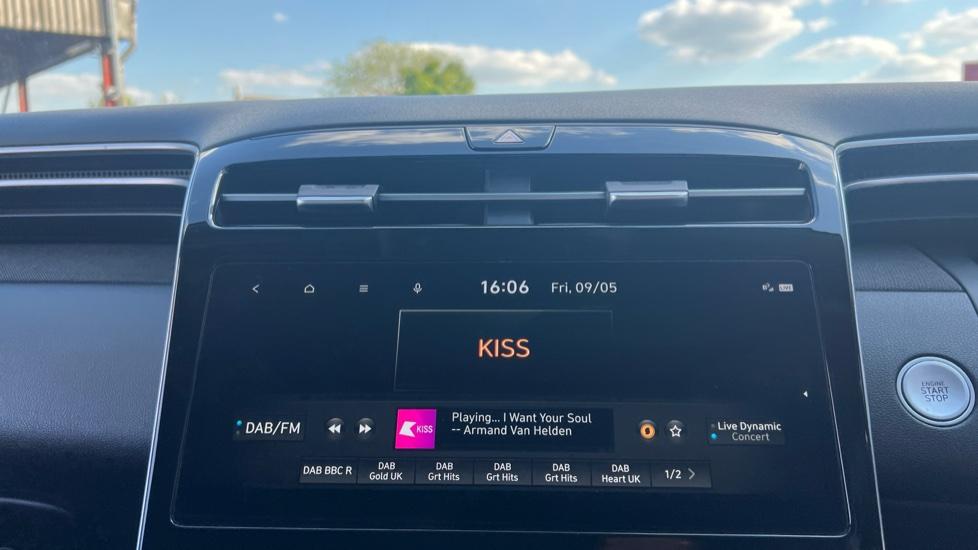 16:06 Fri, 09/05
LIVE
KISS
DAB/FM
KISS
Playing... I Want Your Soul
-- Armand Van Helden
Live Dynamic
Concert
DAB BBC R
DAB
Gold UK
DAB
Grt Hits
DAB
Grt Hits
DAB
Grt Hits
DAB
Heart UK
1/2
ENGINE
START
STOP